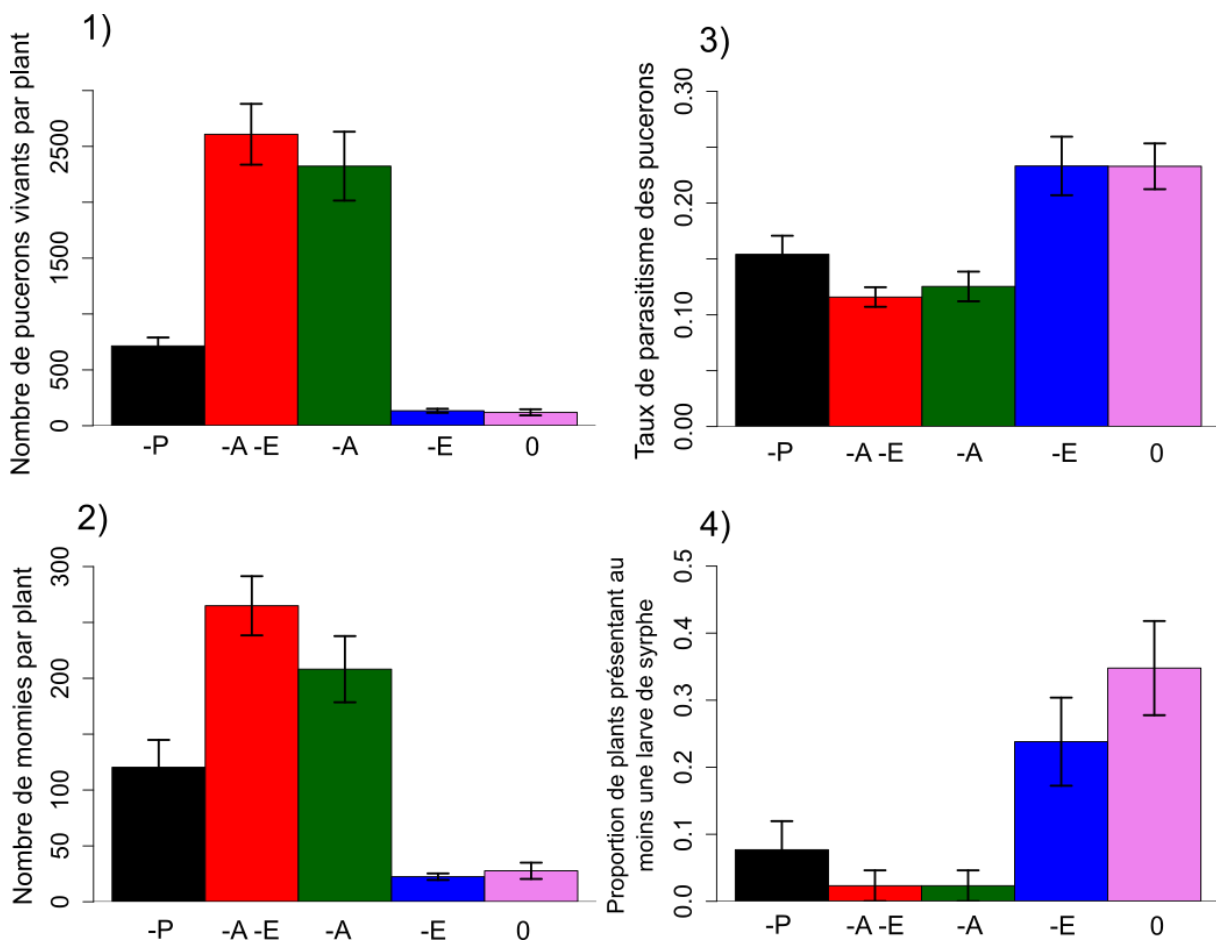 1)
Nombre de pucerons vivants par plant
2500
1500
500
0
-P -A -E -A -E 0
3)
Taux de parasitisme des pucerons
0.30
0.20
0.10
0.00
-P -A -E -A -E 0
2)
Nombre de momies par plant
300
200
100
50
0
-P -A -E -A -E 0
4)
Proportion de plants présentant au
moins une larve de syrphe
0.5
0.4
0.3
0.2
0.1
0.0
-P -A -E -A -E 0